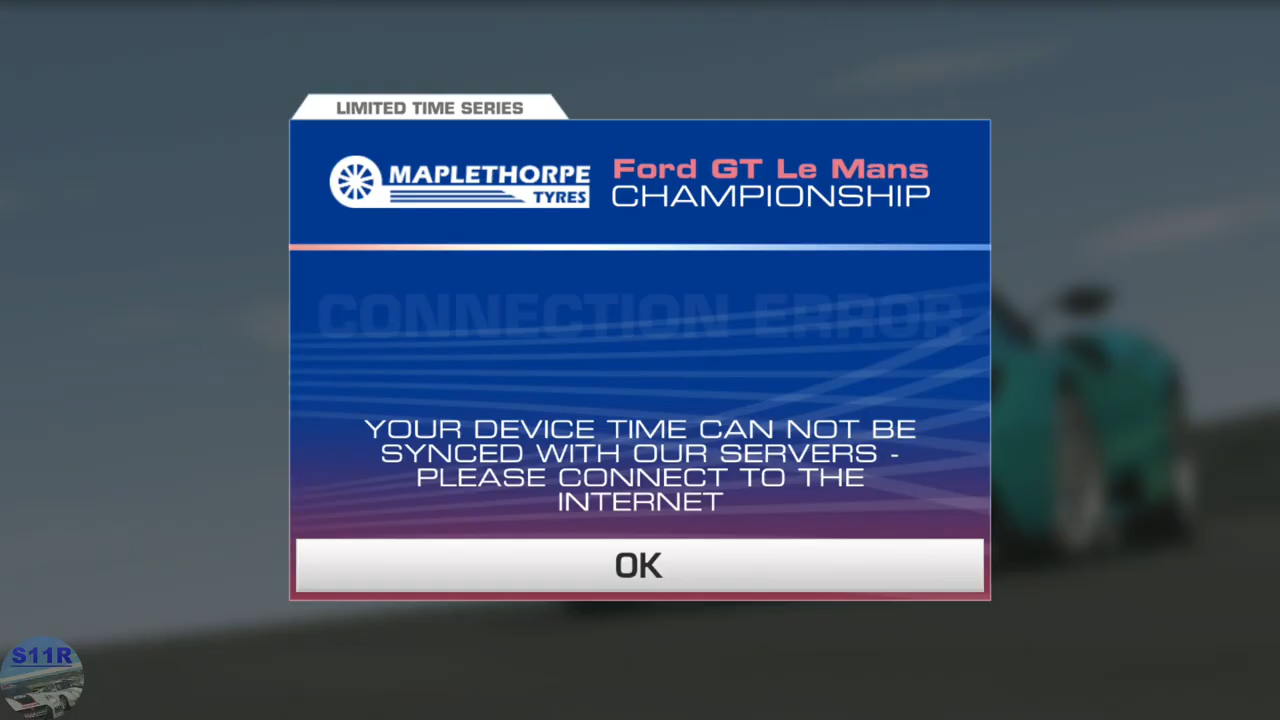 LIMITED TIME SERIES
MAPLETHORPE
TYRES
Ford GT Le Mans
CHAMPIONSHIP
CONNECTION ERROR
YOUR DEVICE TIME CAN NOT BE
SYNCED WITH OUR SERVERS -
PLEASE CONNECT TO THE
INTERNET
OK
S11R